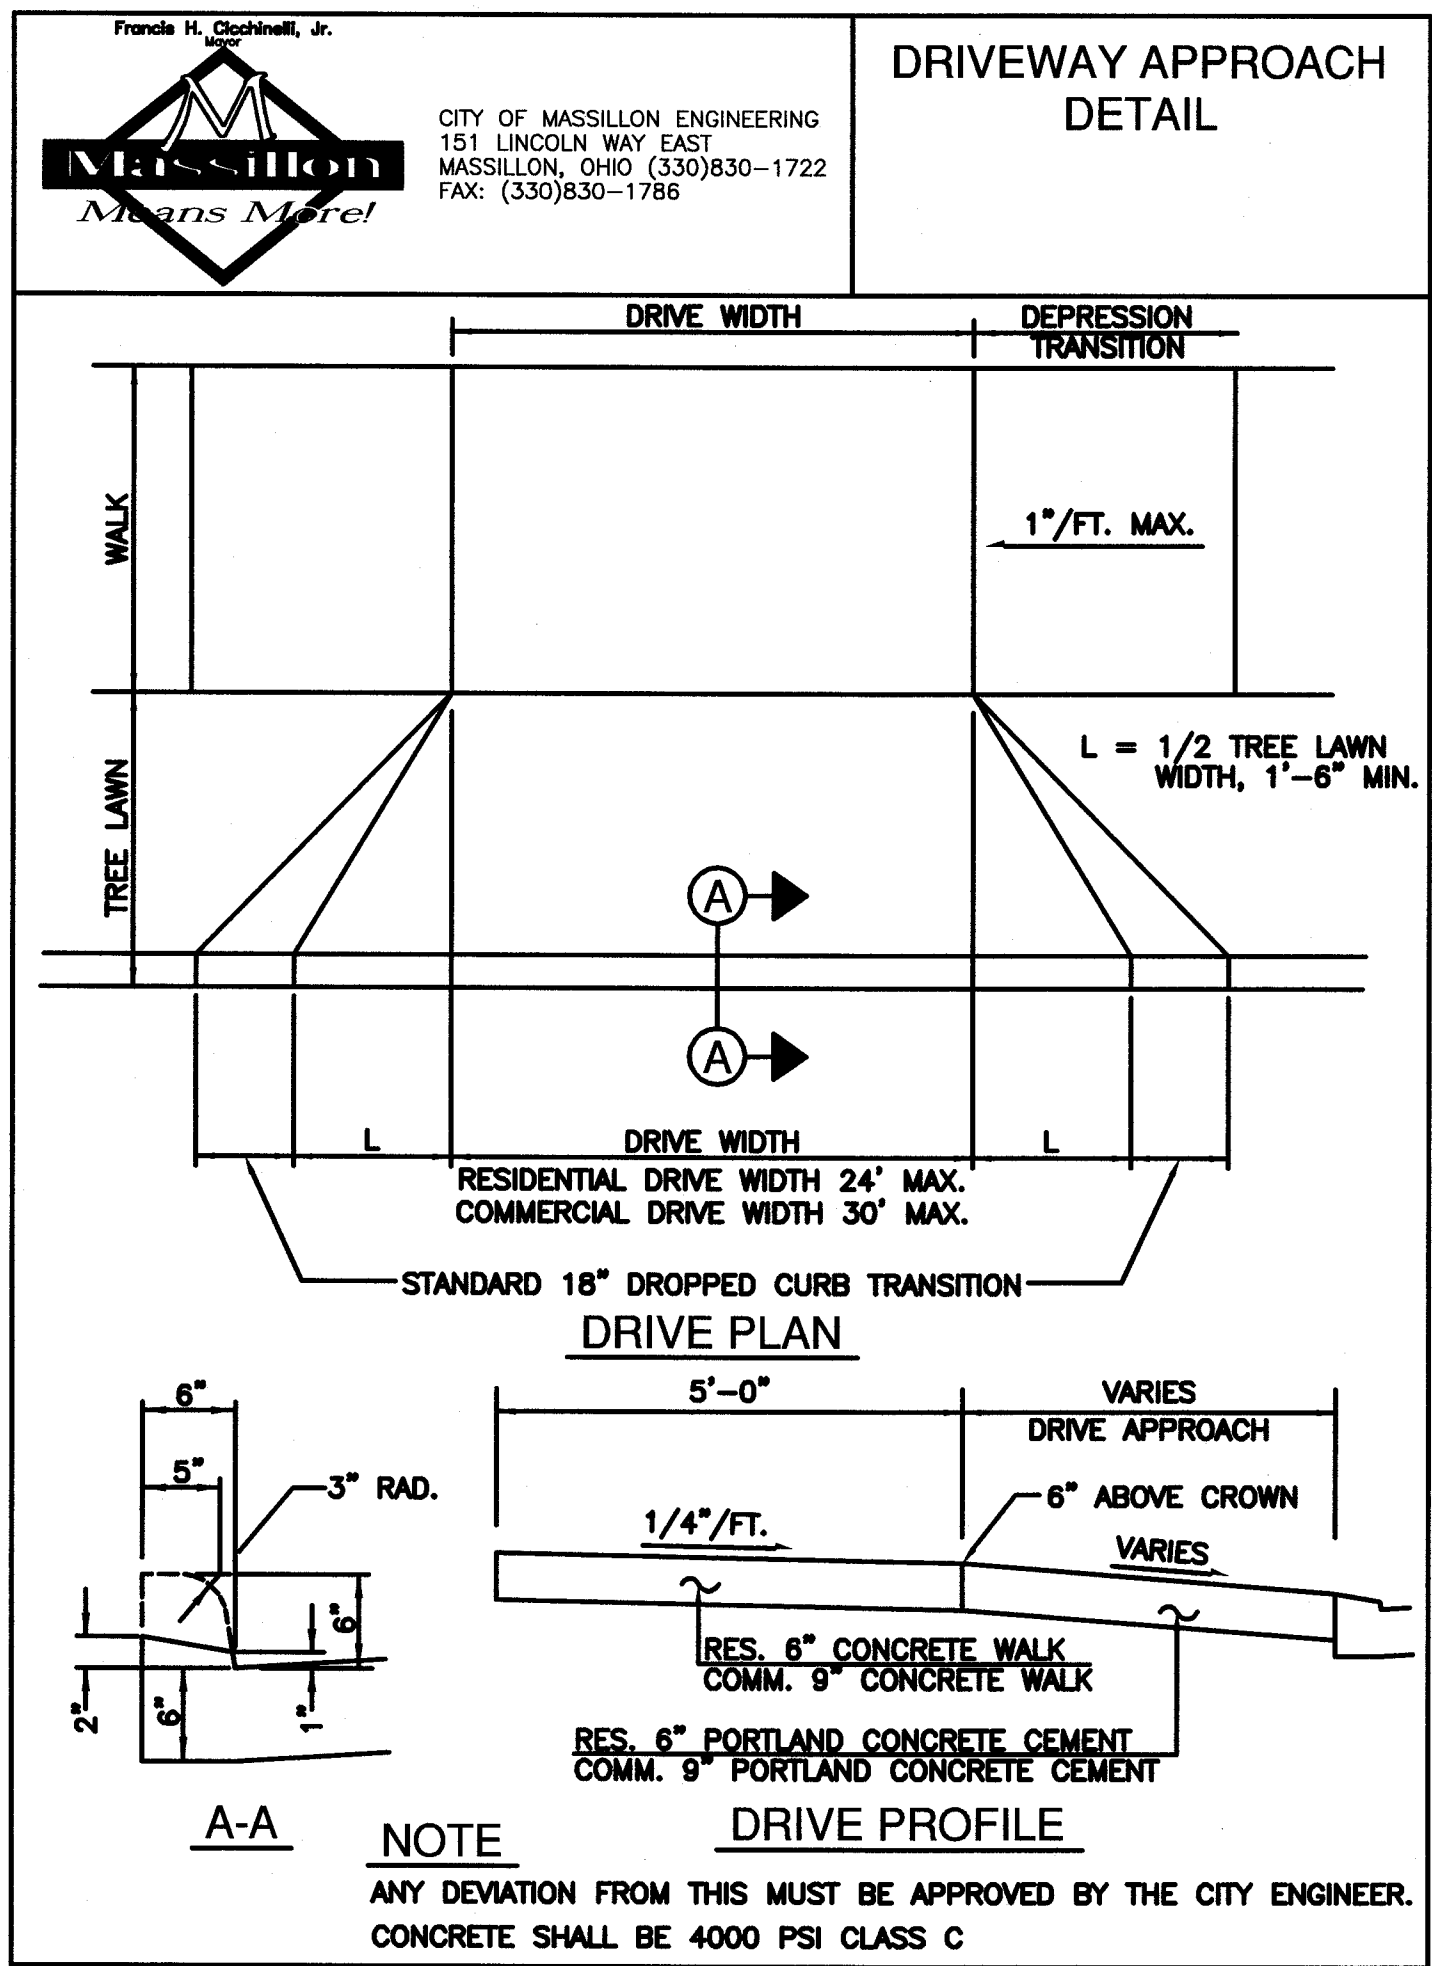 Francis H. Cicchinelli, Jr.
Mayor
Massillon
Means More!
CITY OF MASSILLON ENGINEERING
151 LINCOLN WAY EAST
MASSILLON, OHIO (330)830-1722
FAX: (330)830-1786
DRIVEWAY APPROACH
DETAIL
DRIVE WIDTH
DEPRESSION
TRANSITION
WALK
1"/FT. MAX.
TREE LAWN
L = 1/2 TREE LAWN
WIDTH, 1'-6" MIN.
A
A
L
DRIVE WIDTH
L
RESIDENTIAL DRIVE WIDTH 24' MAX.
COMMERCIAL DRIVE WIDTH 30' MAX.
STANDARD 18" DROPPED CURB TRANSITION
DRIVE PLAN
6"
5"
3" RAD.
6"
2"
6"
1"
A-A
5'-0"
VARIES
DRIVE APPROACH
6" ABOVE CROWN
1/4"/FT.
VARIES
RES. 6" CONCRETE WALK
COMM. 9" CONCRETE WALK
RES. 6" PORTLAND CONCRETE CEMENT
COMM. 9" PORTLAND CONCRETE CEMENT
DRIVE PROFILE
NOTE
ANY DEVIATION FROM THIS MUST BE APPROVED BY THE CITY ENGINEER.
CONCRETE SHALL BE 4000 PSI CLASS C